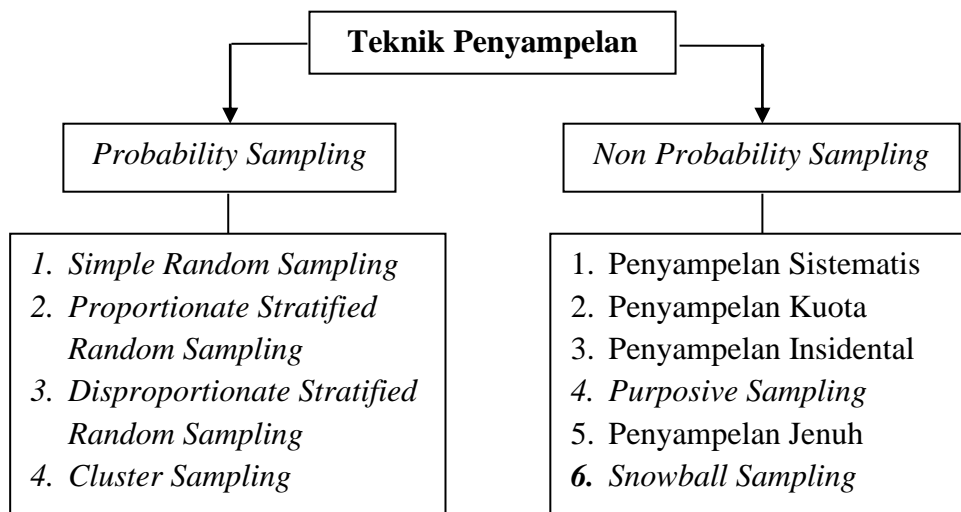 Teknik Penyampelan
Probability Sampling
Non Probability Sampling
1. Simple Random Sampling
2. Proportionate Stratified
Random Sampling
3. Disproportionate Stratified
Random Sampling
4. Cluster Sampling
1. Penyampelan Sistematis
2. Penyampelan Kuota
3. Penyampelan Insidental
4. Purposive Sampling
5. Penyampelan Jenuh
6. Snowball Sampling